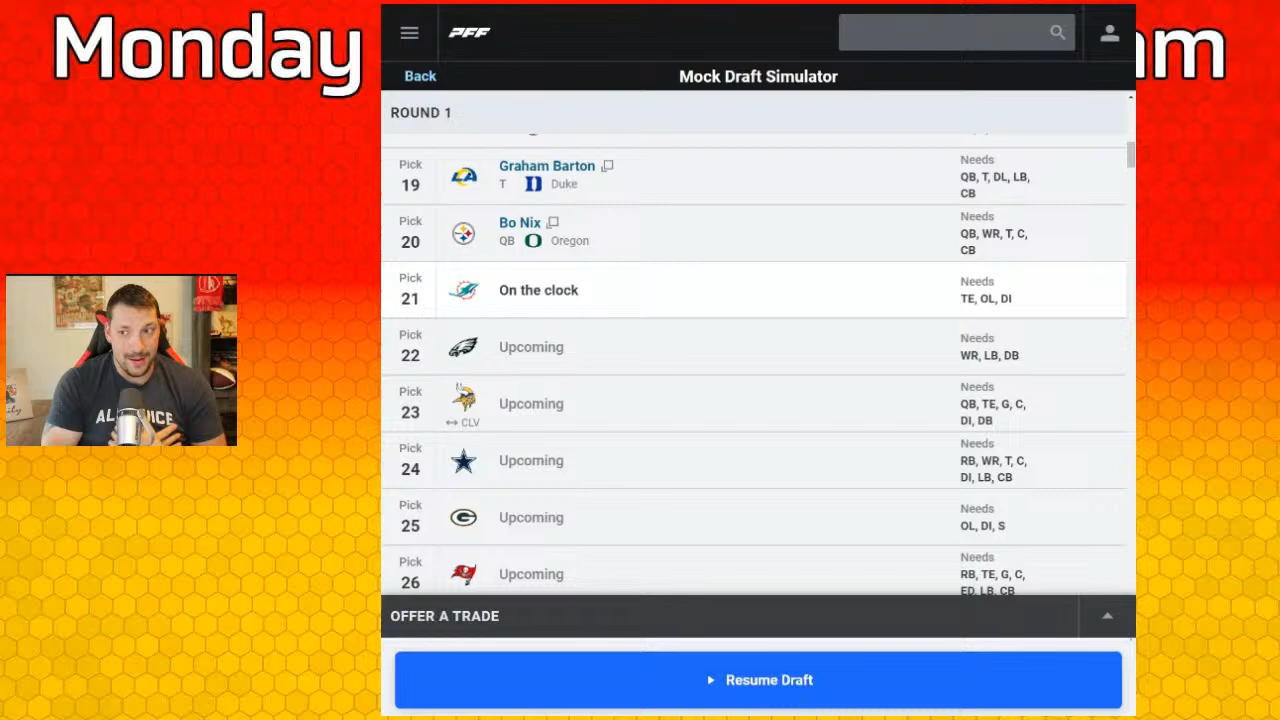 Monday
am
PFF
Back
Mock Draft Simulator
ROUND 1
Pick
19
Graham Barton
T
Duke
Needs
QB, T, DL, LB,
CB
Pick
20
Bo Nix
QB
Oregon
Needs
QB, WR, T, C,
CB
Pick
21
On the clock
Needs
TE, OL, DI
Pick
22
Upcoming
Needs
WR, LB, DB
Pick
23
CLV
Upcoming
Needs
QB, TE, G, C,
DI, DB
Pick
24
Upcoming
Needs
RB, WR, T, C,
DI, LB, CB
Pick
25
Upcoming
Needs
OL, DI, S
Pick
26
Upcoming
Needs
RB, TE, G, C,
ED, LB, CB
OFFER A TRADE
Resume Draft